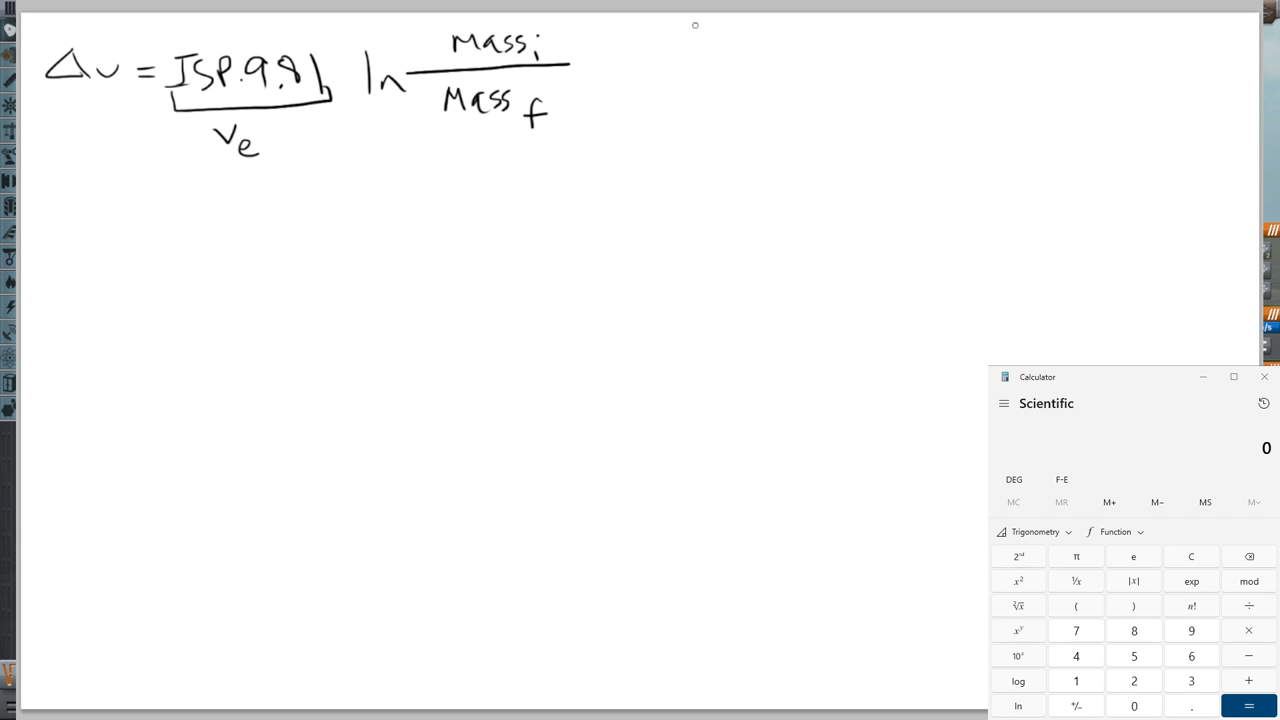 Δv = ISP.9.81 ln Massi / Massf
ve
Calculator
Scientific
0
DEG F-E
MC MR M+ M− MS M
Trigonometry f Function
2nd π e C
x² ¹/x |x| exp mod
²√x ( ) n! ÷
xʸ 7 8 9 ×
10ˣ 4 5 6 −
log 1 2 3 +
ln +/− 0 . =